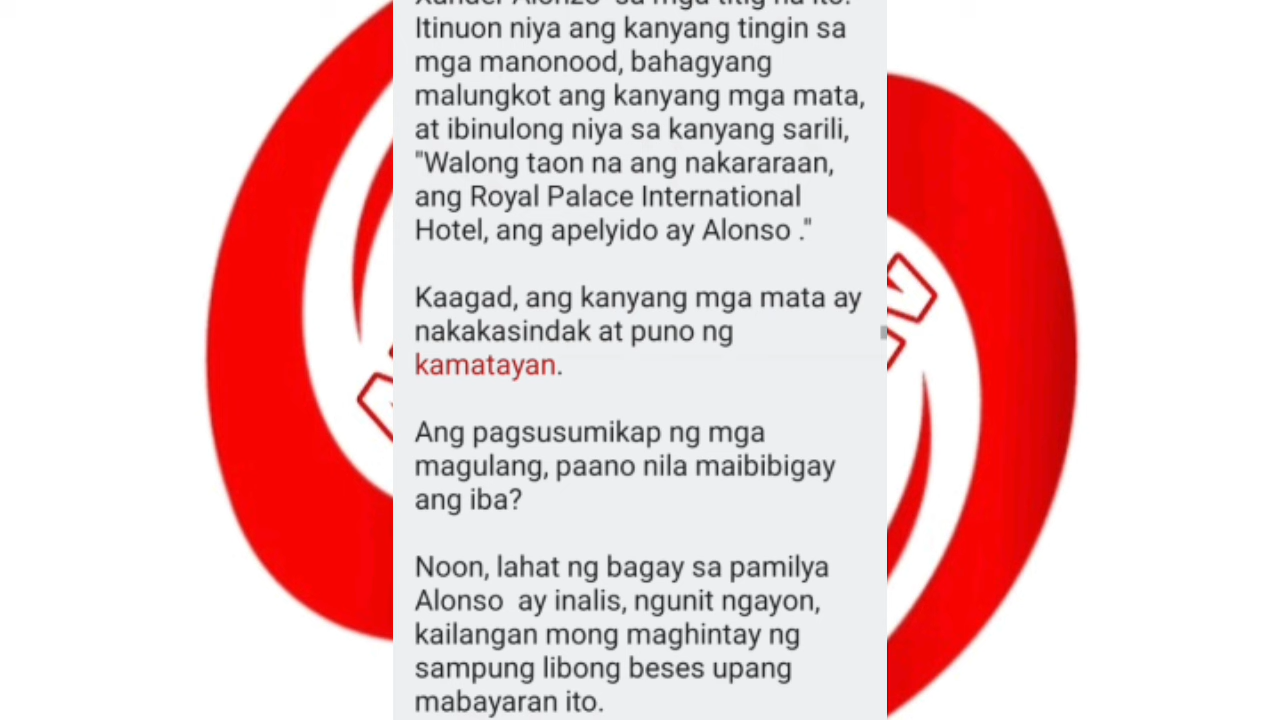 Itinuon niya ang kanyang tingin sa
mga manonood, bahagyang
malungkot ang kanyang mga mata,
at ibinulong niya sa kanyang sarili,
"Walong taon na ang nakararaan,
ang Royal Palace International
Hotel, ang apelyido ay Alonso ."
Kaagad, ang kanyang mga mata ay
nakakasindak at puno ng
kamatayan.
Ang pagsusumikap ng mga
magulang, paano nila maibibigay
ang iba?
Noon, lahat ng bagay sa pamilya
Alonso  ay inalis, ngunit ngayon,
kailangan mong maghintay ng
sampung libong beses upang
mabayaran ito.